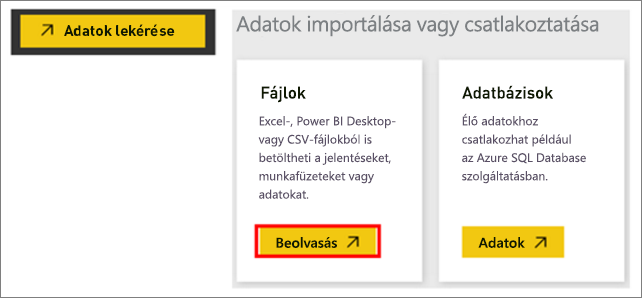 Adatok lekérése
Adatok importálása vagy csatlakoztatása
Fájlok
Excel-, Power BI Desktop-
vagy CSV-fájlokból is
betöltheti a jelentéseket,
munkafüzeteket vagy
adatokat.
Beolvasás
Adatbázisok
Élő adatokhoz
csatlakozhat például
az Azure SQL Database
szolgáltatásban.
Adatok